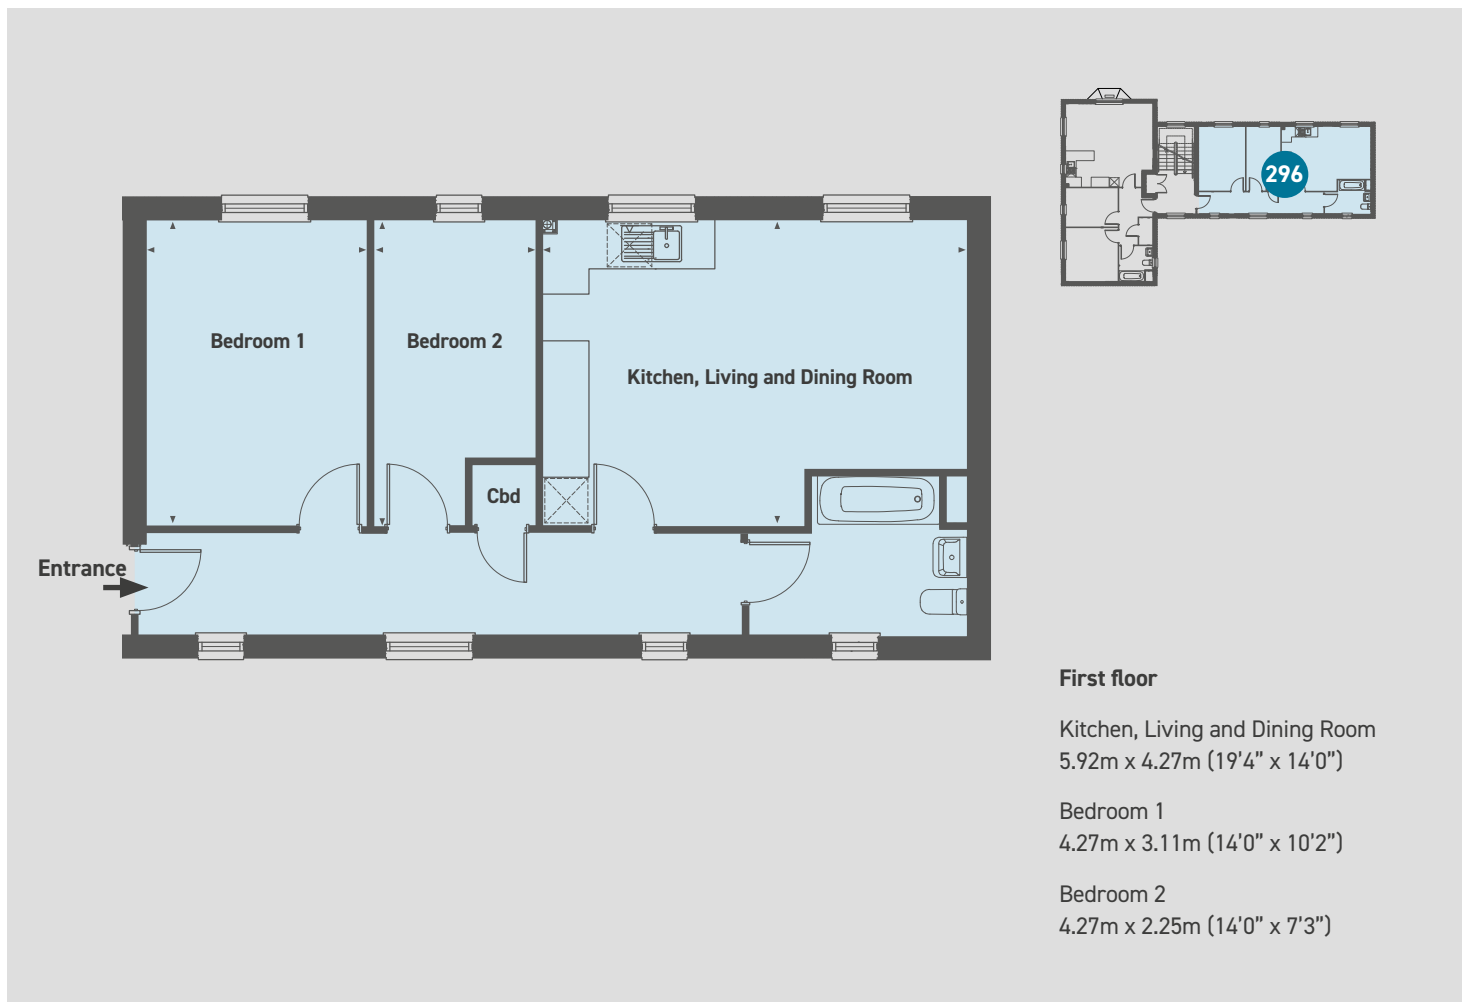 296
Bedroom 1
Bedroom 2
Kitchen, Living and Dining Room
Cbd
Entrance
First floor
Kitchen, Living and Dining Room
5.92m x 4.27m (19’4” x 14’0”)
Bedroom 1
4.27m x 3.11m (14’0” x 10’2”)
Bedroom 2
4.27m x 2.25m (14’0” x 7’3”)